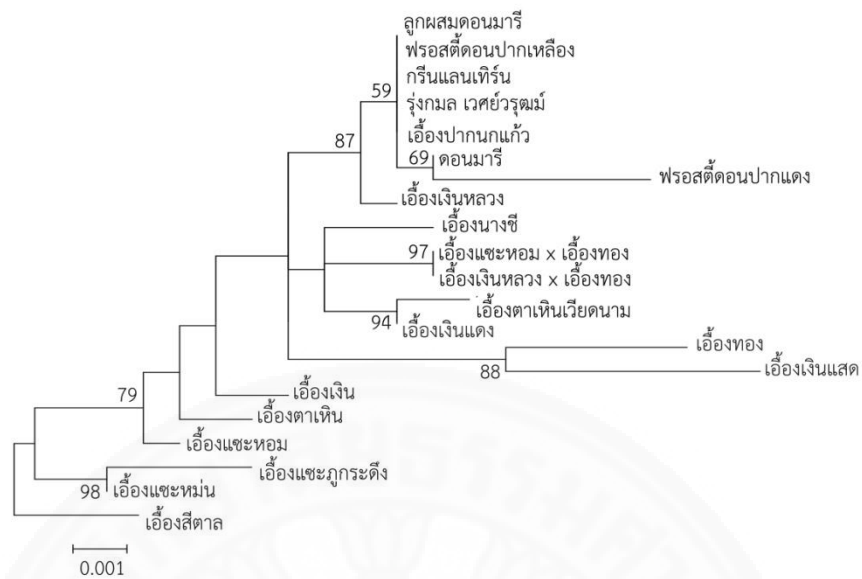 ลูกผสมดอนมารี
ฟรอสตี้ดอนปากเหลือง
59 กรีนแลนเทิร์น
รุ่งกมล เวศย์วรุฒม์
87 เอื้องปากนกแก้ว
69 ดอนมารี
ฟรอสตี้ดอนปากแดง
เอื้องเงินหลวง
เอื้องนางชี
97 เอื้องแซะหอม x เอื้องทอง
เอื้องเงินหลวง x เอื้องทอง
เอื้องตาเหินเวียดนาม
94 เอื้องเงินแดง
เอื้องทอง
88 เอื้องเงินแสด
79 เอื้องเงิน
เอื้องตาเหิน
เอื้องแซะหอม
เอื้องแซะภูกระดึง
98 เอื้องแซะหม่น
เอื้องสีตาล
0.001